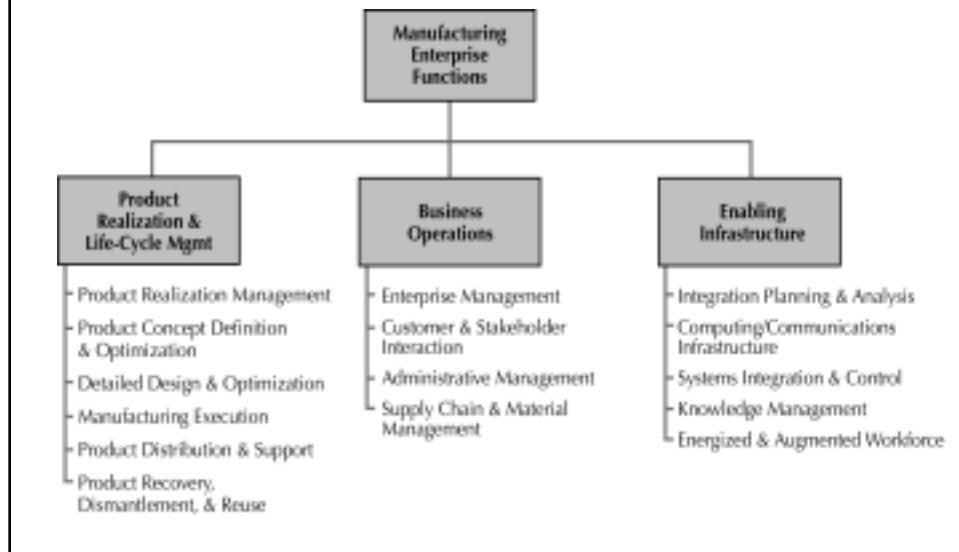 Manufacturing
Enterprise
Functions
Product
Realization &
Life-Cycle Mgmt
Product Realization Management
Product Concept Definition
& Optimization
Detailed Design & Optimization
Manufacturing Execution
Product Distribution & Support
Product Recovery,
Dismantlement, & Reuse
Business
Operations
Enterprise Management
Customer & Stakeholder
Interaction
Administrative Management
Supply Chain & Material
Management
Enabling
Infrastructure
Integration Planning & Analysis
Computing/Communications
Infrastructure
Systems Integration & Control
Knowledge Management
Energized & Augmented Workforce